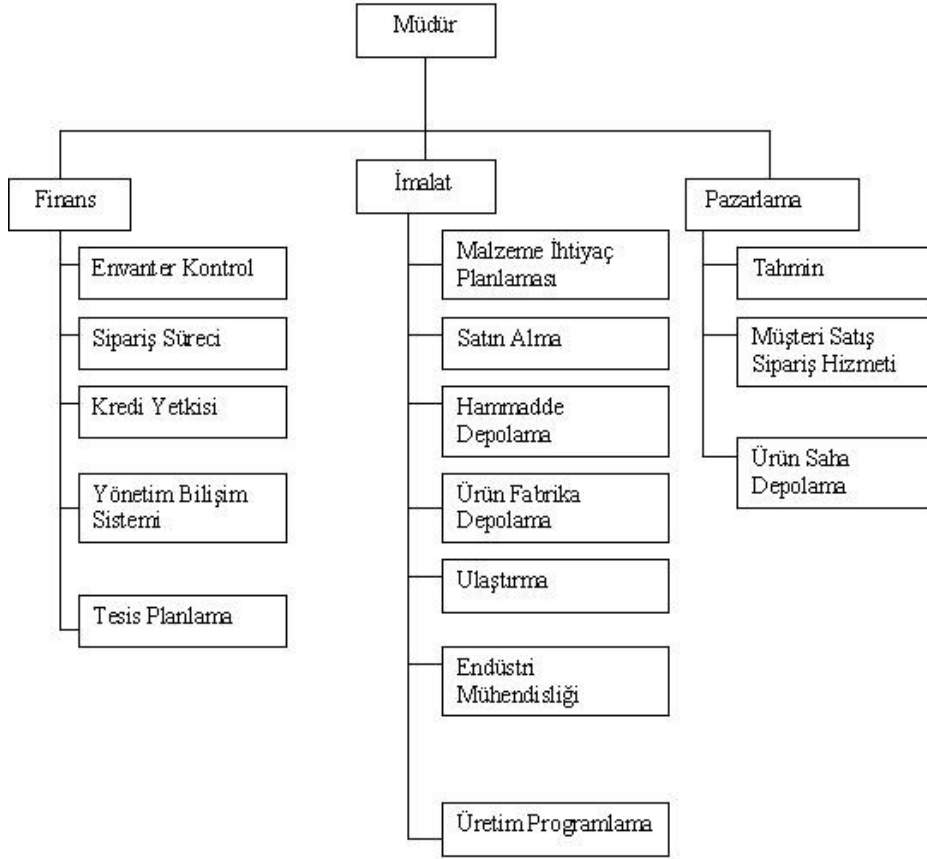 Müdür
Finans
Envanter Kontrol
Sipariş Süreci
Kredi Yetkisi
Yönetim Bilişim
Sistemi
Tesis Planlama
İmalat
Malzeme İhtiyaç
Planlaması
Satın Alma
Hammadde
Depolama
Ürün Fabrika
Depolama
Ulaştırma
Endüstri
Mühendisliği
Üretim Programlama
Pazarlama
Tahmin
Müşteri Satış
Sipariş Hizmeti
Ürün Saha
Depolama